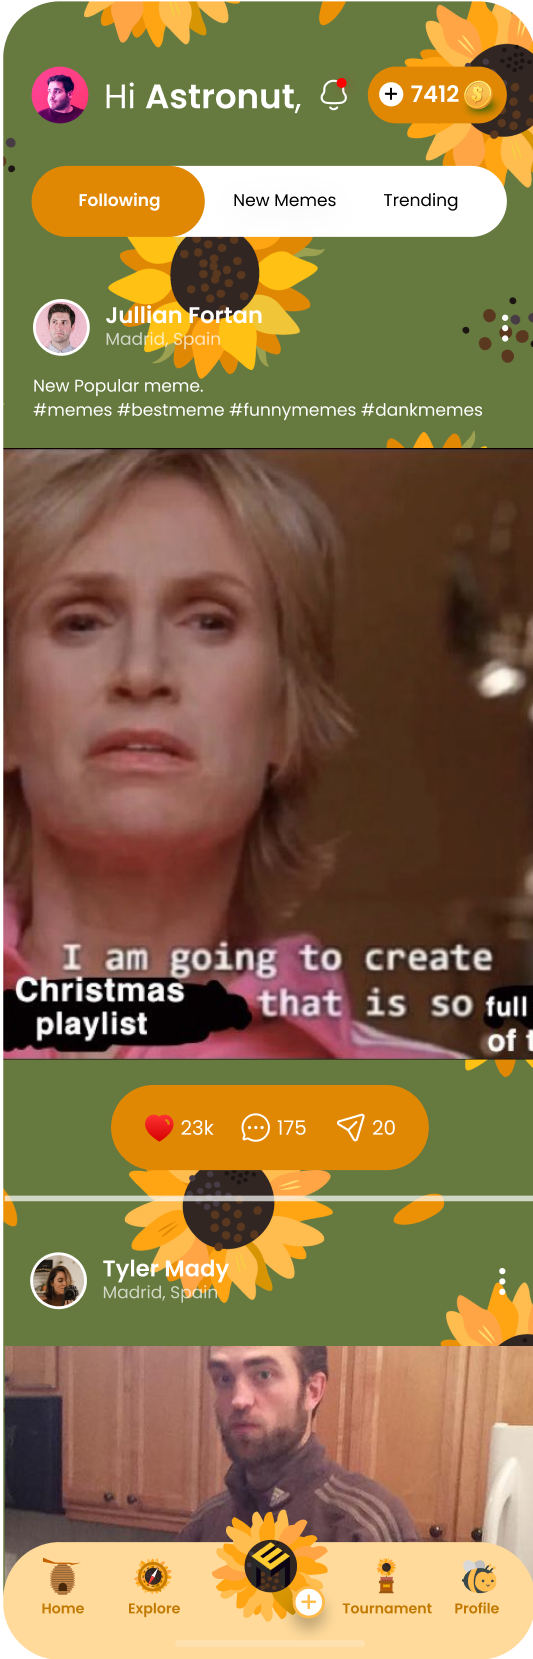 Hi Astronut,
7412
Following New Memes Trending
Jullian Fortan
Madrid, Spain
New Popular meme.
#memes #bestmeme #funnymemes #dankmemes
I am going to create
Christmas playlist that is so full
of t
23k 175 20
Tyler Mady
Madrid, Spain
Home Explore Tournament Profile